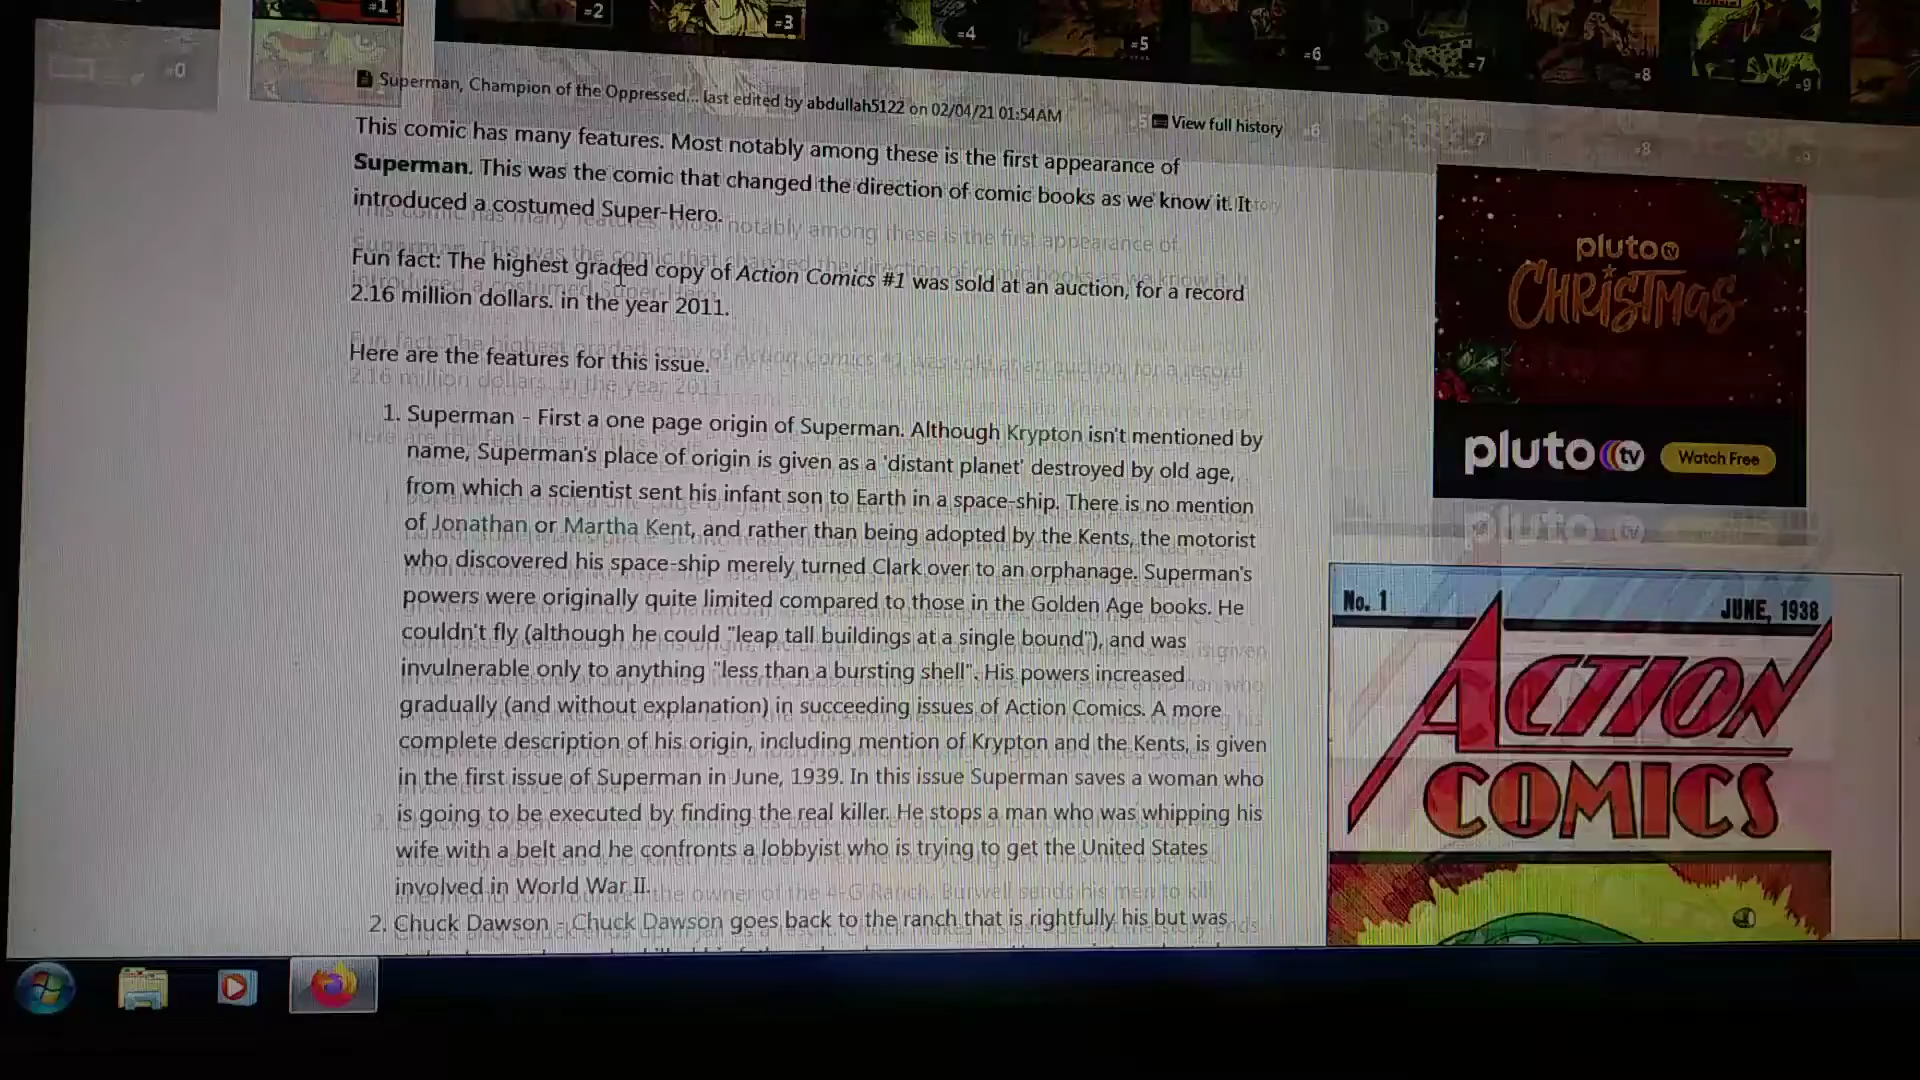 =1
=2
=3
=4
=5
=6
=7
=8
=9
=0
Superman, Champion of the Oppressed... last edited by abdullah5122 on 02/04/21 01:54AM
View full history
This comic has many features. Most notably among these is the first appearance of
Superman. This was the comic that changed the direction of comic books as we know it. It
introduced a costumed Super-Hero.
Fun fact: The highest graded copy of Action Comics #1 was sold at an auction, for a record
2.16 million dollars. in the year 2011.
Here are the features for this issue.
1. Superman - First a one page origin of Superman. Although Krypton isn't mentioned by
name, Superman's place of origin is given as a 'distant planet' destroyed by old age,
from which a scientist sent his infant son to Earth in a space-ship. There is no mention
of Jonathan or Martha Kent, and rather than being adopted by the Kents, the motorist
who discovered his space-ship merely turned Clark over to an orphanage. Superman's
powers were originally quite limited compared to those in the Golden Age books. He
couldn't fly (although he could "leap tall buildings at a single bound"), and was
invulnerable only to anything "less than a bursting shell". His powers increased
gradually (and without explanation) in succeeding issues of Action Comics. A more
complete description of his origin, including mention of Krypton and the Kents, is given
in the first issue of Superman in June, 1939. In this issue Superman saves a woman who
is going to be executed by finding the real killer. He stops a man who was whipping his
wife with a belt and he confronts a lobbyist who is trying to get the United States
involved in World War II.
2. Chuck Dawson - Chuck Dawson goes back to the ranch that is rightfully his but was
pluto tv
CHRISTMAS
pluto tv
Watch Free
No. 1
JUNE, 1938
ACTION
COMICS